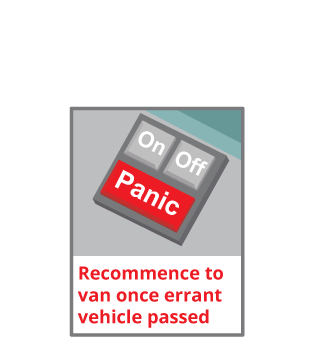 On Off
Panic
Recommence to
van once errant
vehicle passed